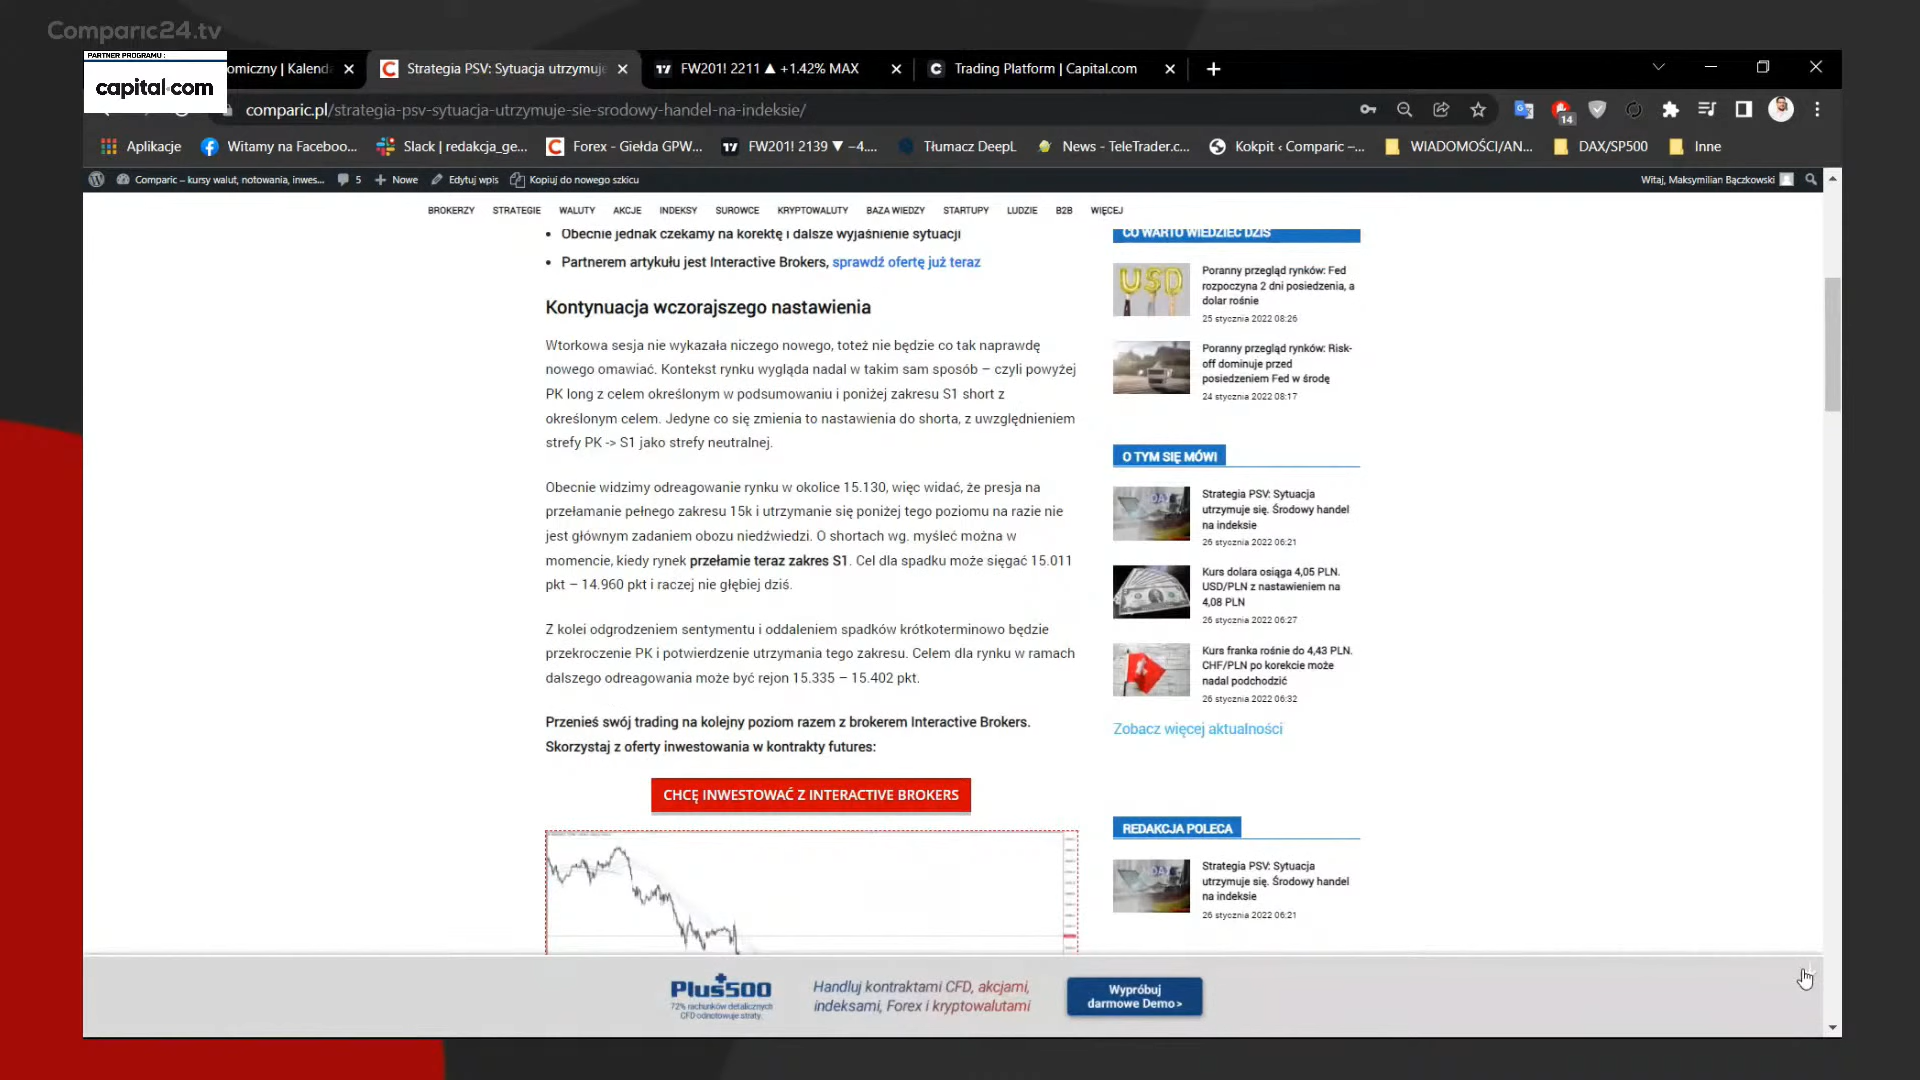 Comparic24.tv
PARTNER PROGRAMU :
capital.com
omiczny | Kalenda
Strategia PSV: Sytuacja utrzymuje
FW201! 2211 ▲ +1.42% MAX
Trading Platform | Capital.com
comparic.pl/strategia-psv-sytuacja-utrzymuje-sie-srodowy-handel-na-indeksie/
14
Aplikacje
Witamy na Faceboo...
Slack | redakcja_ge...
Forex - Giełda GPW...
FW201! 2139 ▼ −4....
Tłumacz DeepL
News - TeleTrader.c...
Kokpit ‹ Comparic –...
WIADOMOŚCI/AN...
DAX/SP500
Inne
Comparic – kursy walut, notowania, inwes...
5
Nowe
Edytuj wpis
Kopiuj do nowego szkicu
Witaj, Maksymilian Bączkowski
BROKERZY STRATEGIE WALUTY AKCJE INDEKSY SUROWCE KRYPTOWALUTY BAZA WIEDZY STARTUPY LUDZIE B2B WIĘCEJ
• Obecnie jednak czekamy na korektę i dalsze wyjaśnienie sytuacji
• Partnerem artykułu jest Interactive Brokers, sprawdź ofertę już teraz
Kontynuacja wczorajszego nastawienia
Wtorkowa sesja nie wykazała niczego nowego, toteż nie będzie co tak naprawdę
nowego omawiać. Kontekst rynku wygląda nadal w takim sam sposób – czyli powyżej
PK long z celem określonym w podsumowaniu i poniżej zakresu S1 short z
określonym celem. Jedyne co się zmienia to nastawienia do shorta, z uwzględnieniem
strefy PK -> S1 jako strefy neutralnej.
Obecnie widzimy odreagowanie rynku w okolice 15.130, więc widać, że presja na
przełamanie pełnego zakresu 15k i utrzymanie się poniżej tego poziomu na razie nie
jest głównym zadaniem obozu niedźwiedzi. O shortach wg. myśleć można w
momencie, kiedy rynek przełamie teraz zakres S1. Cel dla spadku może sięgać 15.011
pkt – 14.960 pkt i raczej nie głębiej dziś.
Z kolei odgrodzeniem sentymentu i oddaleniem spadków krótkoterminowo będzie
przekroczenie PK i potwierdzenie utrzymania tego zakresu. Celem dla rynku w ramach
dalszego odreagowania może być rejon 15.335 – 15.402 pkt.
Przenieś swój trading na kolejny poziom razem z brokerem Interactive Brokers.
Skorzystaj z oferty inwestowania w kontrakty futures:
CHCĘ INWESTOWAĆ Z INTERACTIVE BROKERS
CO WARTO WIEDZIEĆ DZIŚ
Poranny przegląd rynków: Fed
rozpoczyna 2 dni posiedzenia, a
dolar rośnie
25 stycznia 2022 08:26
Poranny przegląd rynków: Risk-
off dominuje przed
posiedzeniem Fed w środę
24 stycznia 2022 08:17
O TYM SIĘ MÓWI
Strategia PSV: Sytuacja
utrzymuje się. Środowy handel
na indeksie
26 stycznia 2022 06:21
Kurs dolara osiąga 4,05 PLN.
USD/PLN z nastawieniem na
4,08 PLN
26 stycznia 2022 06:27
Kurs franka rośnie do 4,43 PLN.
CHF/PLN po korekcie może
nadal podchodzić
26 stycznia 2022 06:32
Zobacz więcej aktualności
REDAKCJA POLECA
Strategia PSV: Sytuacja
utrzymuje się. Środowy handel
na indeksie
26 stycznia 2022 06:21
Plus500
72% rachunków detalicznych
CFD odnotowuje straty.
Handluj kontraktami CFD, akcjami,
indeksami, Forex i kryptowalutami
Wypróbuj
darmowe Demo>